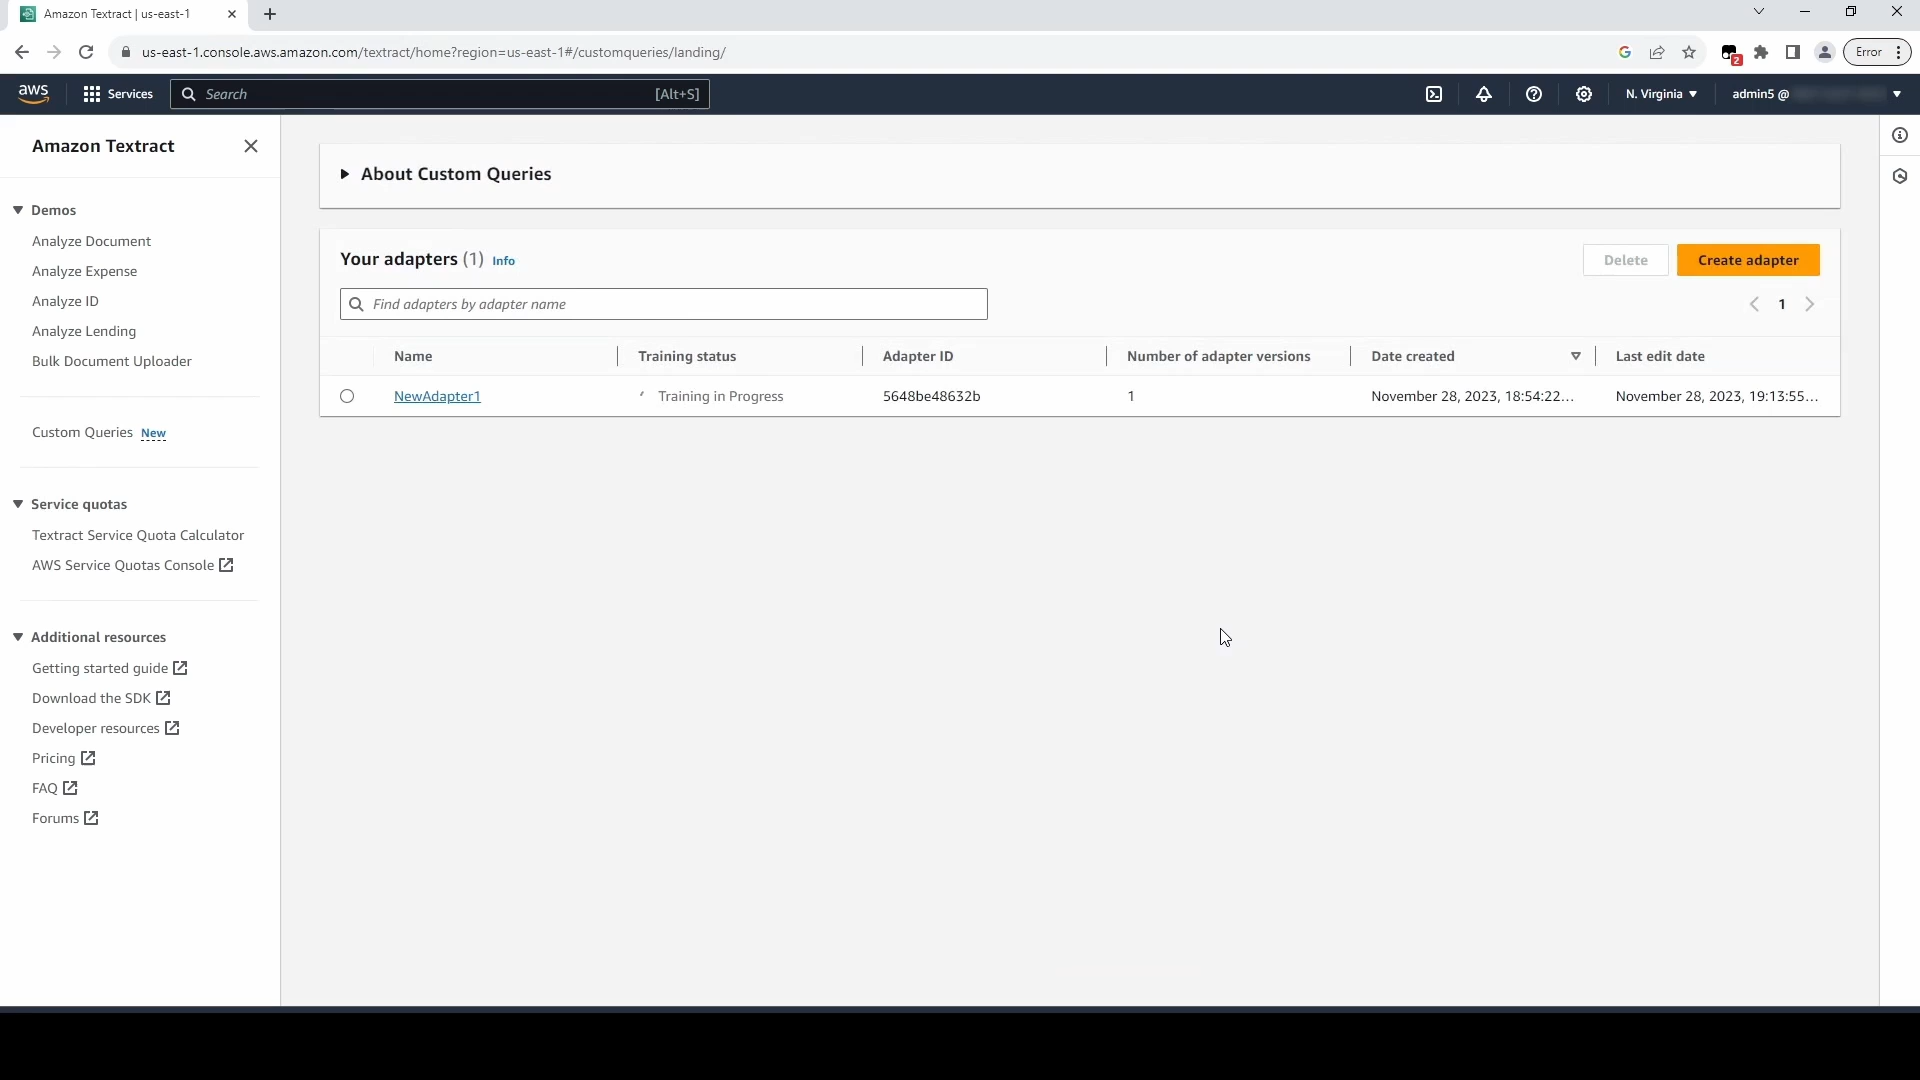 Amazon Textract | us-east-1
us-east-1.console.aws.amazon.com/textract/home?region=us-east-1#/customqueries/landing/
2
Error
aws
Services
Search
[Alt+S]
N. Virginia
admin5 @
Amazon Textract
Demos
Analyze Document
Analyze Expense
Analyze ID
Analyze Lending
Bulk Document Uploader
Custom Queries New
Service quotas
Textract Service Quota Calculator
AWS Service Quotas Console
Additional resources
Getting started guide
Download the SDK
Developer resources
Pricing
FAQ
Forums
About Custom Queries
Your adapters (1) Info
Delete
Create adapter
Find adapters by adapter name
1
Name Training status Adapter ID Number of adapter versions Date created Last edit date
NewAdapter1 Training in Progress 5648be48632b 1 November 28, 2023, 18:54:22... November 28, 2023, 19:13:55...